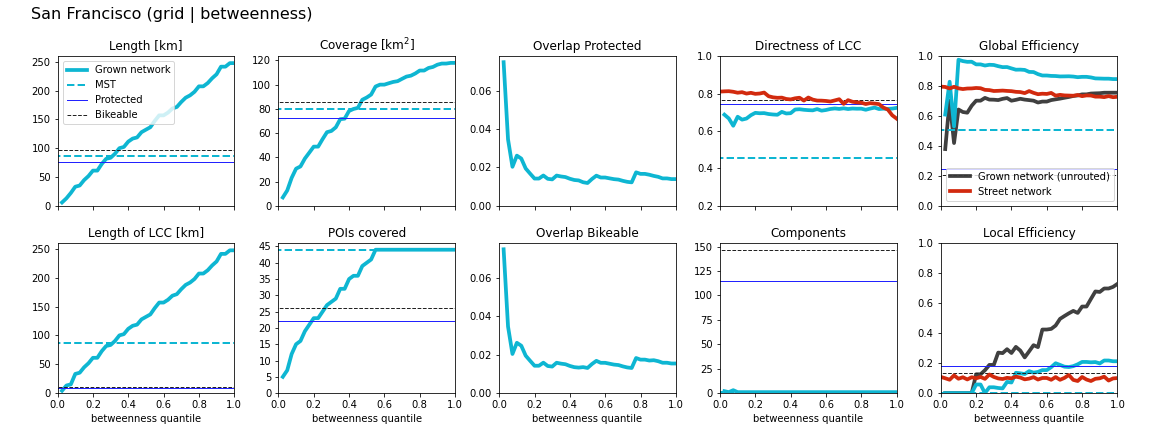 San Francisco (grid | betweenness)
Length [km]
Grown network
MST
Protected
Bikeable
250
200
150
100
50
0
Coverage [km²]
120
100
80
60
40
20
0
Overlap Protected
0.06
0.04
0.02
0.00
Directness of LCC
1.0
0.8
0.6
0.4
0.2
Global Efficiency
1.0
0.8
0.6
0.4
0.2
0.0
Grown network (unrouted)
Street network
Length of LCC [km]
250
200
150
100
50
0
0.0 0.2 0.4 0.6 0.8 1.0
betweenness quantile
POIs covered
45
40
35
30
25
20
15
10
5
0
0.0 0.2 0.4 0.6 0.8 1.0
betweenness quantile
Overlap Bikeable
0.06
0.04
0.02
0.00
0.0 0.2 0.4 0.6 0.8 1.0
betweenness quantile
Components
150
125
100
75
50
25
0
0.0 0.2 0.4 0.6 0.8 1.0
betweenness quantile
Local Efficiency
1.0
0.8
0.6
0.4
0.2
0.0
0.0 0.2 0.4 0.6 0.8 1.0
betweenness quantile